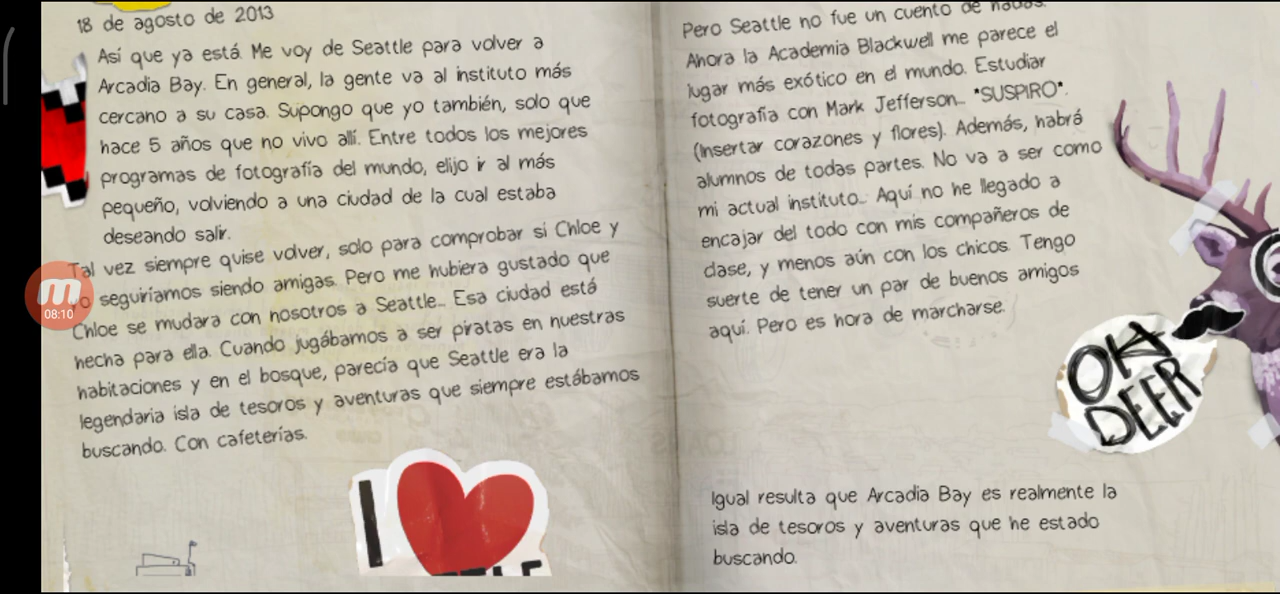 18 de agosto de 2013
Así que ya está. Me voy de Seattle para volver a
Arcadia Bay. En general, la gente va al instituto más
cercano a su casa. Supongo que yo también, solo que
hace 5 años que no vivo allí. Entre todos los mejores
programas de fotografía del mundo, elijo ir al más
pequeño, volviendo a una ciudad de la cual estaba
deseando salir.
Tal vez siempre quise volver, solo para comprobar si Chloe y
yo seguiríamos siendo amigas. Pero me hubiera gustado que
Chloe se mudara con nosotros a Seattle... Esa ciudad está
hecha para ella. Cuando jugábamos a ser piratas en nuestras
habitaciones y en el bosque, parecía que Seattle era la
legendaria isla de tesoros y aventuras que siempre estábamos
buscando. Con cafeterías.
I
08:10
Pero Seattle no fue un cuento de hadas.
Ahora la Academia Blackwell me parece el
lugar más exótico en el mundo. Estudiar
fotografía con Mark Jefferson... *SUSPIRO*.
(Insertar corazones y flores). Además, habrá
alumnos de todas partes. No va a ser como
mi actual instituto... Aquí no he llegado a
encajar del todo con mis compañeros de
clase, y menos aún con los chicos. Tengo
suerte de tener un par de buenos amigos
aquí. Pero es hora de marcharse.
OH
DEER
Igual resulta que Arcadia Bay es realmente la
isla de tesoros y aventuras que he estado
buscando.